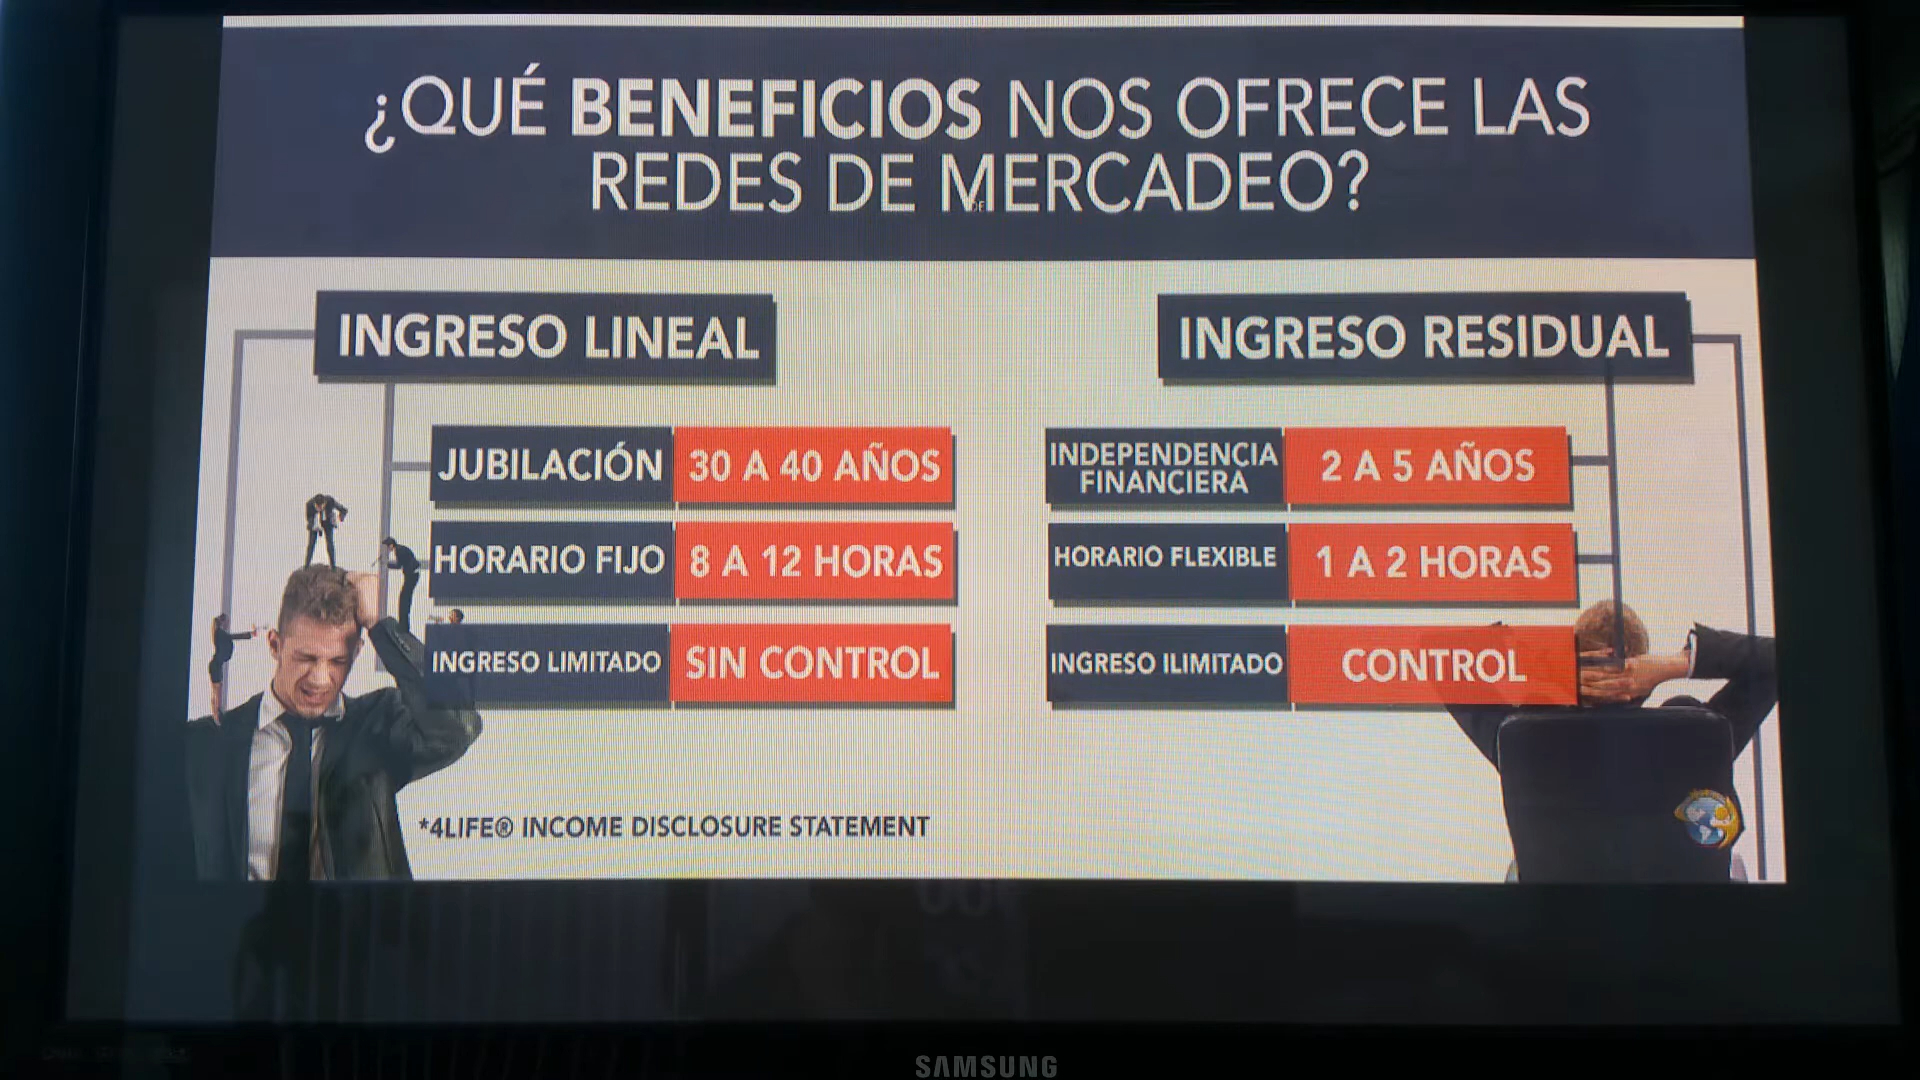 ¿QUÉ BENEFICIOS NOS OFRECE LAS
REDES DE MERCADEO?
INGRESO LINEAL
JUBILACIÓN 30 A 40 AÑOS
HORARIO FIJO 8 A 12 HORAS
INGRESO LIMITADO SIN CONTROL
INGRESO RESIDUAL
INDEPENDENCIA
FINANCIERA
2 A 5 AÑOS
HORARIO FLEXIBLE 1 A 2 HORAS
INGRESO ILIMITADO CONTROL
*4LIFE® INCOME DISCLOSURE STATEMENT
SAMSUNG